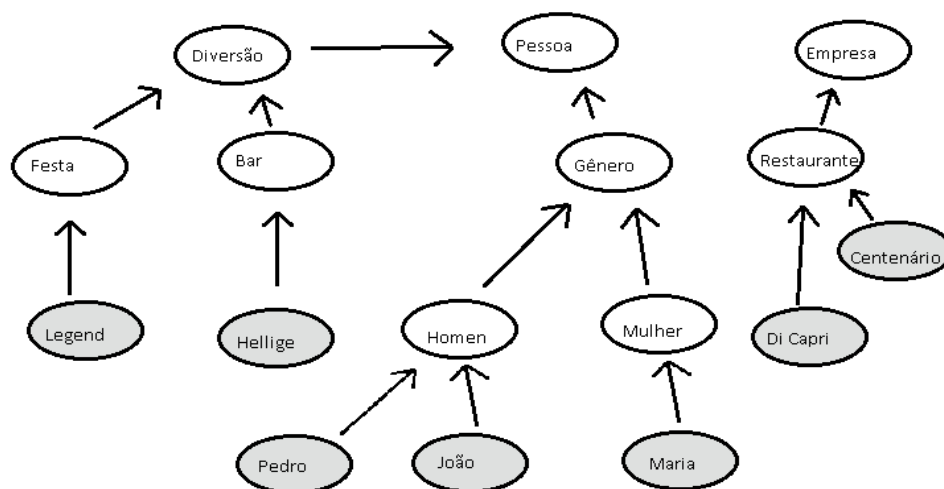 Diversão
Pessoa
Empresa
Festa
Bar
Gênero
Restaurante
Centenário
Legend
Hellige
Homen
Mulher
Di Capri
Pedro
João
Maria